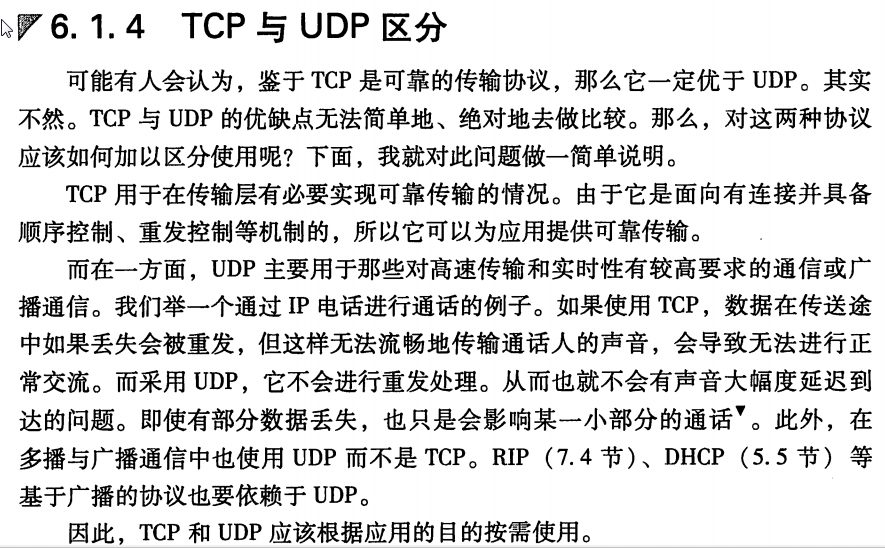 6.1.4 TCP 与 UDP 区分
可能有人会认为，鉴于 TCP 是可靠的传输协议，那么它一定优于 UDP。其实
不然。TCP 与 UDP 的优缺点无法简单地、绝对地去做比较。那么，对这两种协议
应该如何加以区分使用呢？下面，我就对此问题做一简单说明。
TCP 用于在传输层有必要实现可靠传输的情况。由于它是面向有连接并具备
顺序控制、重发控制等机制的，所以它可以为应用提供可靠传输。
而在一方面，UDP 主要用于那些对高速传输和实时性有较高要求的通信或广
播通信。我们举一个通过 IP 电话进行通话的例子。如果使用 TCP，数据在传送途
中如果丢失会被重发，但这样无法流畅地传输通话人的声音，会导致无法进行正
常交流。而采用 UDP，它不会进行重发处理。从而也就不会有声音大幅度延迟到
达的问题。即使有部分数据丢失，也只是会影响某一小部分的通话▼。此外，在
多播与广播通信中也使用 UDP 而不是 TCP。RIP（7.4 节）、DHCP（5.5 节）等
基于广播的协议也要依赖于 UDP。
因此，TCP 和 UDP 应该根据应用的目的按需使用。